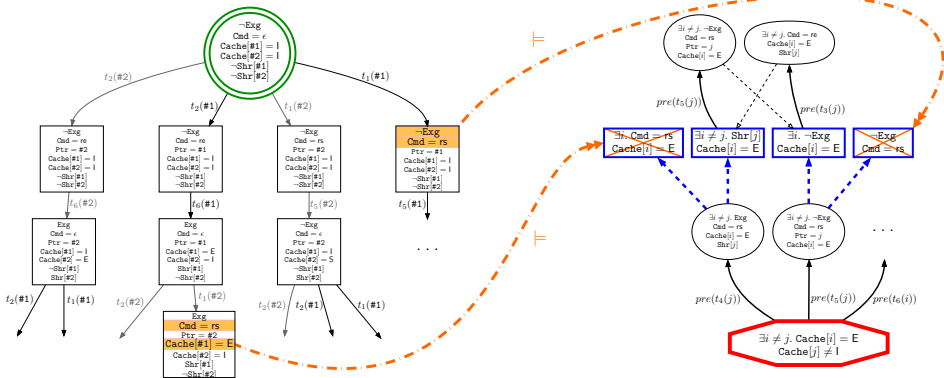 ¬Exg
Cmd = ϵ
Cache[#1] = I
Cache[#2] = I
¬Shr[#1]
¬Shr[#2]
t₂(#2)
t₂(#1)
t₁(#2)
t₁(#1)
¬Exg
Cmd = re
Ptr = #2
Cache[#1] = I
Cache[#2] = I
¬Shr[#1]
¬Shr[#2]
¬Exg
Cmd = re
Ptr = #1
Cache[#1] = I
Cache[#2] = I
¬Shr[#1]
¬Shr[#2]
¬Exg
Cmd = rs
Ptr = #2
Cache[#1] = I
Cache[#2] = I
¬Shr[#1]
¬Shr[#2]
¬Exg
Cmd = rs
Ptr = #1
Cache[#1] = I
Cache[#2] = I
¬Shr[#1]
¬Shr[#2]
t₆(#2)
t₆(#1)
t₅(#2)
t₅(#1)
Exg
Cmd = ϵ
Ptr = #2
Cache[#1] = I
Cache[#2] = E
¬Shr[#1]
Shr[#2]
Exg
Cmd = ϵ
Ptr = #1
Cache[#1] = E
Cache[#2] = I
Shr[#1]
¬Shr[#2]
¬Exg
Cmd = ϵ
Ptr = #2
Cache[#1] = I
Cache[#2] = S
¬Shr[#1]
Shr[#2]
. . .
t₂(#1)
t₁(#1)
t₂(#2)
t₁(#2)
t₂(#2)
t₂(#1)
t₁(#1)
Exg
Cmd = rs
Ptr = #2
Cache[#1] = E
Cache[#2] = I
Shr[#1]
¬Shr[#2]
⊨
⊨
∃i ≠ j. ¬Exg
Cmd = rs
Ptr = j
Cache[i] = E
∃i ≠ j. Cmd = re
Cache[i] = E
Shr[j]
pre(t₅(j))
pre(t₃(j))
∃i. Cmd = rs
Cache[i] = E
∃i ≠ j. Shr[j]
Cache[i] = E
∃i. ¬Exg
Cache[i] = E
¬Exg
Cmd = rs
∃i ≠ j. Exg
Cmd = rs
Cache[i] = E
Shr[j]
∃i ≠ j. ¬Exg
Cmd = rs
Ptr = j
Cache[i] = E
. . .
pre(t₄(j))
pre(t₅(j))
pre(t₆(i))
∃i ≠ j. Cache[i] = E
Cache[j] ≠ I